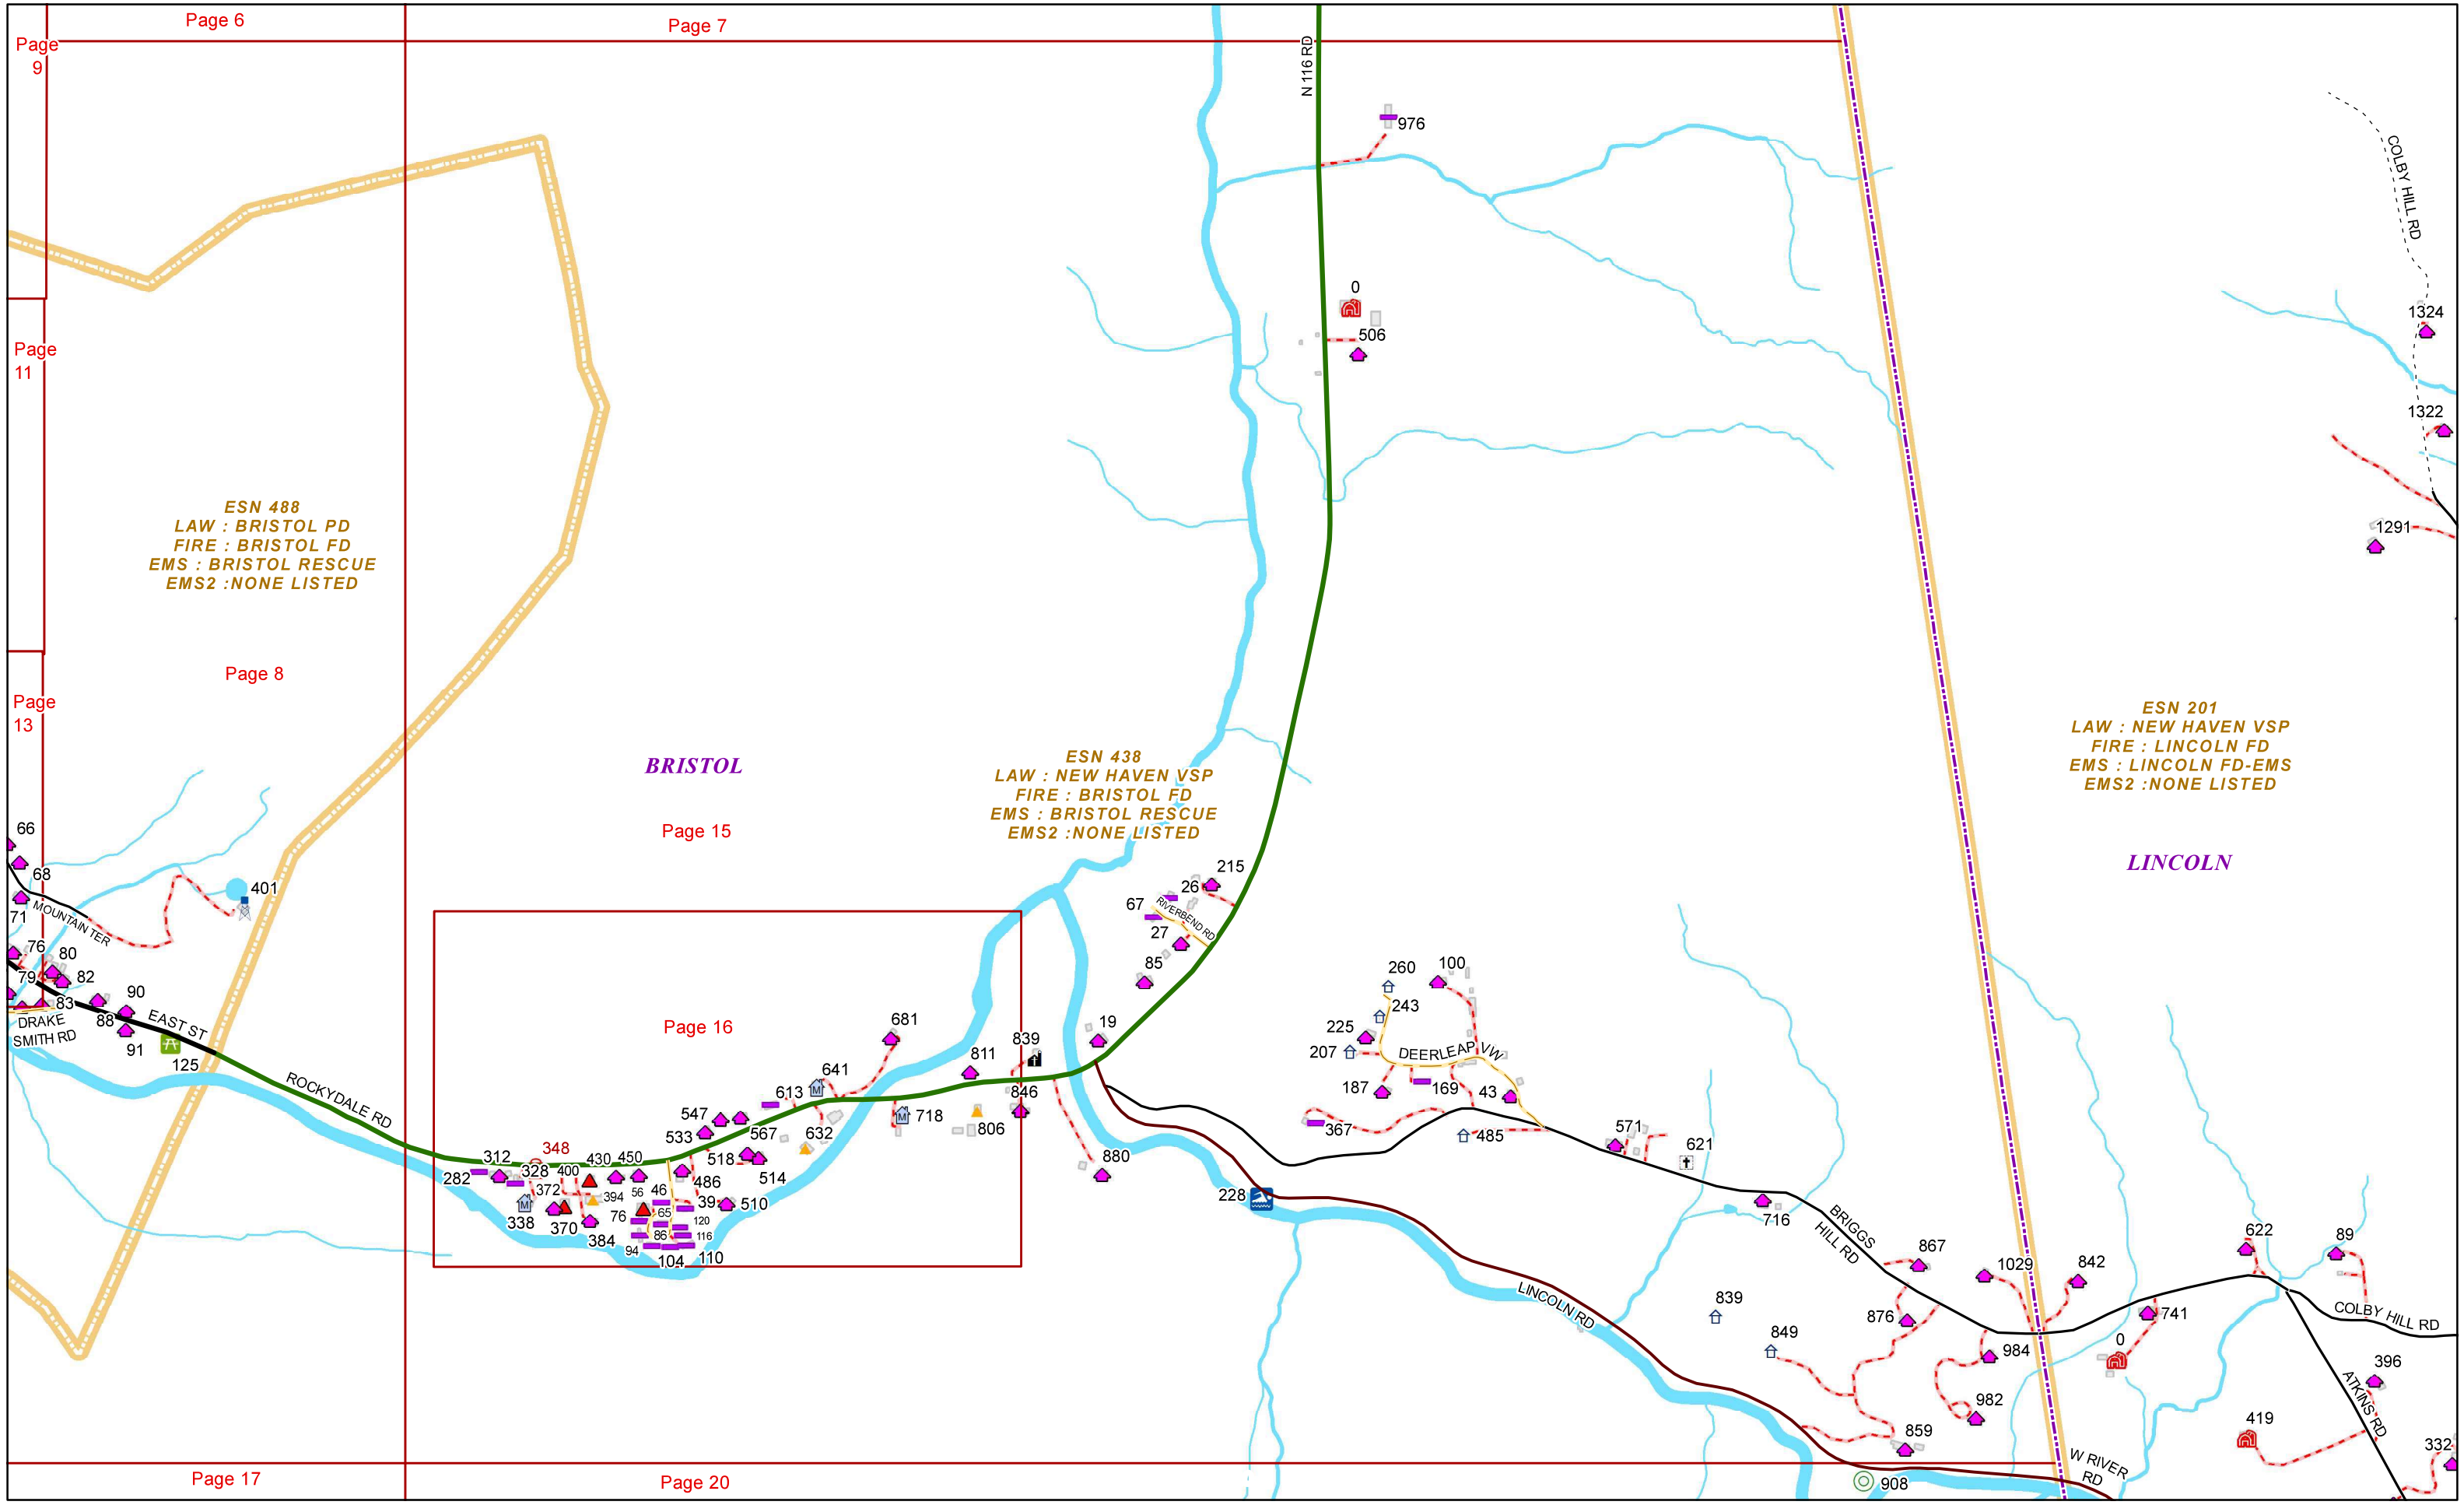 Page 6
Page 7
Page
9
N 116 RD
976
COLBY HILL RD
0
506
1324
Page
11
1322
1291
ESN 488
LAW : BRISTOL PD
FIRE : BRISTOL FD
EMS : BRISTOL RESCUE
EMS2 :NONE LISTED
Page 8
Page
13
BRISTOL
Page 15
ESN 438
LAW : NEW HAVEN VSP
FIRE : BRISTOL FD
EMS : BRISTOL RESCUE
EMS2 :NONE LISTED
ESN 201
LAW : NEW HAVEN VSP
FIRE : LINCOLN FD
EMS : LINCOLN FD-EMS
EMS2 :NONE LISTED
LINCOLN
66
68
71
MOUNTAIN TER
401
76
80
79
82
83
90
88
91
DRAKE
SMITH RD
EAST ST
125
ROCKYDALE RD
Page 16
215
26
67
RIVERBEND RD
27
85
19
839
681
811
846
641
613
718
806
632
547
533
567
518
514
880
312
282
348
328
400
430
450
372
394
56
46
486
39
510
338
370
384
76
65
120
86
116
94
104
110
260
100
243
225
207
DEERLEAP VW
187
169
43
367
485
571
621
228
716
BRIGGS
HILL RD
LINCOLN RD
867
1029
842
622
89
839
849
876
984
741
0
COLBY HILL RD
396
ATKINS RD
982
859
419
332
W RIVER
RD
908
Page 17
Page 20